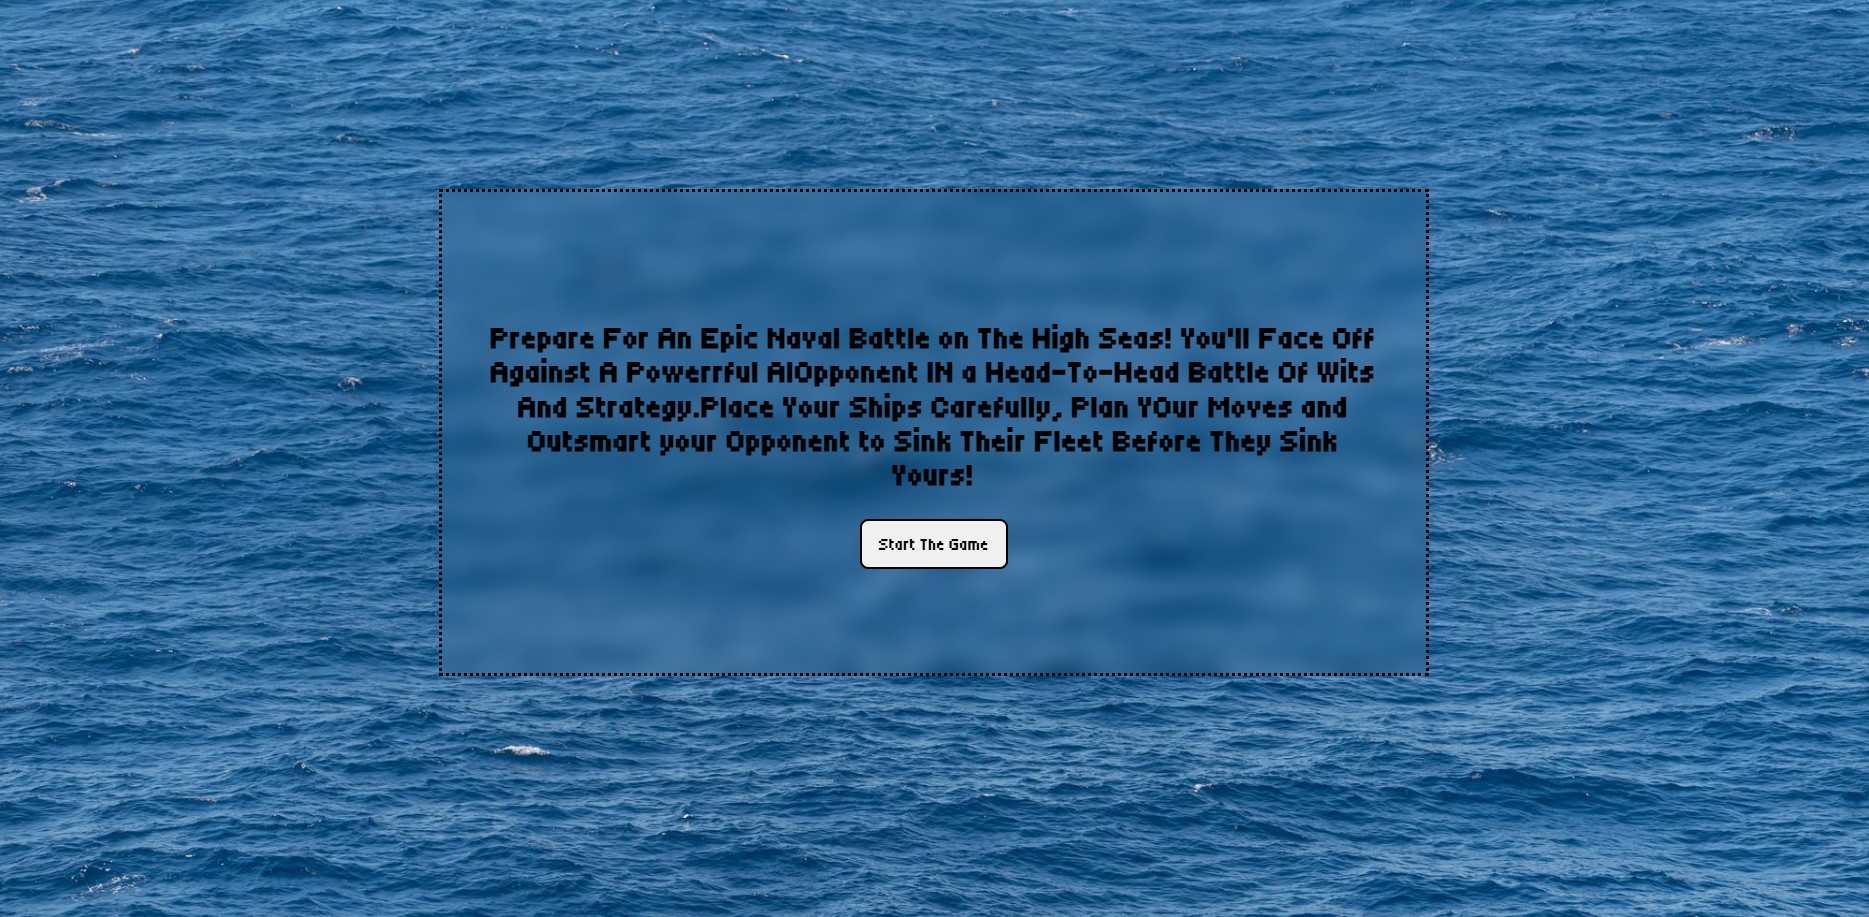 Prepare For An Epic Naval Battle on The High Seas! You'll Face Off
Against A Powerrful AIOpponent IN a Head-To-Head Battle Of Wits
And Strategy.Place Your Ships Carefully, Plan YOur Moves and
Outsmart your Opponent to Sink Their Fleet Before They Sink
Yours!
Start The Game